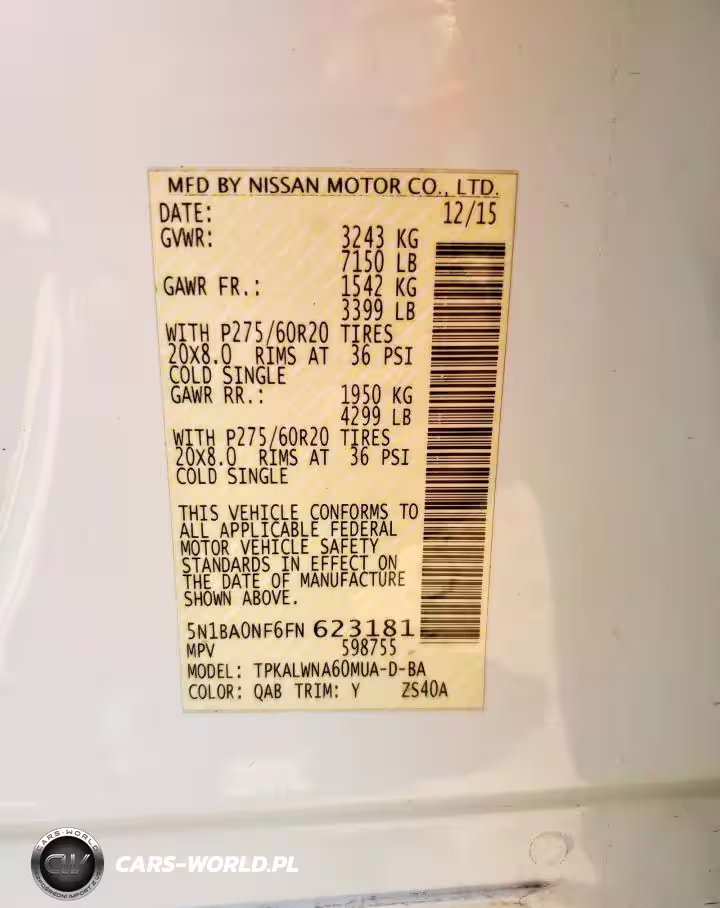 MFD BY NISSAN MOTOR CO., LTD.
DATE: 12/15
GVWR: 3243 KG
7150 LB
GAWR FR.: 1542 KG
3399 LB
WITH P275/60R20 TIRES
20X8.0 RIMS AT 36 PSI
COLD SINGLE
GAWR RR.: 1950 KG
4299 LB
WITH P275/60R20 TIRES
20X8.0 RIMS AT 36 PSI
COLD SINGLE
THIS VEHICLE CONFORMS TO
ALL APPLICABLE FEDERAL
MOTOR VEHICLE SAFETY
STANDARDS IN EFFECT ON
THE DATE OF MANUFACTURE
SHOWN ABOVE.
5N1BA0NF6FN 623181
MPV 598755
MODEL: TPKALWNA60MUA-D-BA
COLOR: QAB TRIM: Y ZS40A
CARS-WORLD
CW
CARS-WORLD.PL